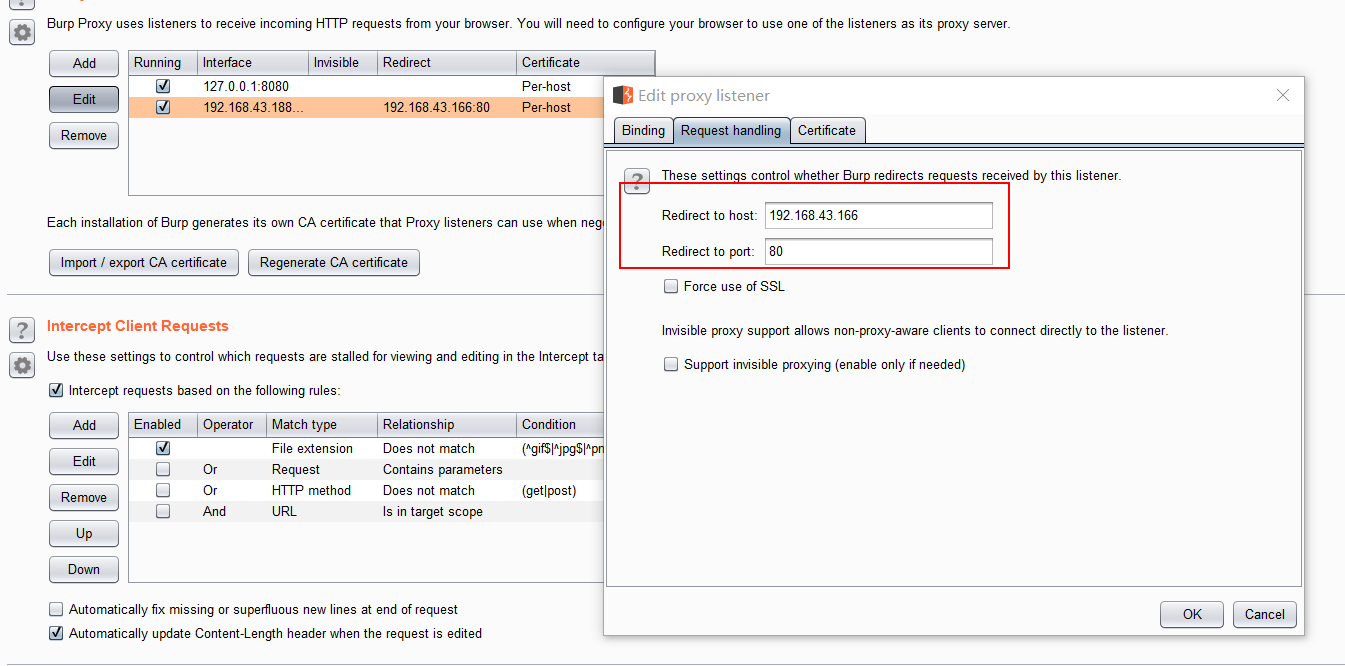 Burp Proxy uses listeners to receive incoming HTTP requests from your browser. You will need to configure your browser to use one of the listeners as its proxy server.
Add
Edit
Remove
Running Interface Invisible Redirect Certificate
127.0.0.1:8080 Per-host
192.168.43.188... 192.168.43.166:80 Per-host
Each installation of Burp generates its own CA certificate that Proxy listeners can use when neg
Import / export CA certificate
Regenerate CA certificate
?
Intercept Client Requests
Use these settings to control which requests are stalled for viewing and editing in the Intercept ta
Intercept requests based on the following rules:
Add
Edit
Remove
Up
Down
Enabled Operator Match type Relationship Condition
File extension Does not match (^gif$|^jpg$|^pn
Or Request Contains parameters
Or HTTP method Does not match (get|post)
And URL Is in target scope
Automatically fix missing or superfluous new lines at end of request
Automatically update Content-Length header when the request is edited
Edit proxy listener
Binding Request handling Certificate
?
These settings control whether Burp redirects requests received by this listener.
Redirect to host: 192.168.43.166
Redirect to port: 80
Force use of SSL
Invisible proxy support allows non-proxy-aware clients to connect directly to the listener.
Support invisible proxying (enable only if needed)
OK
Cancel